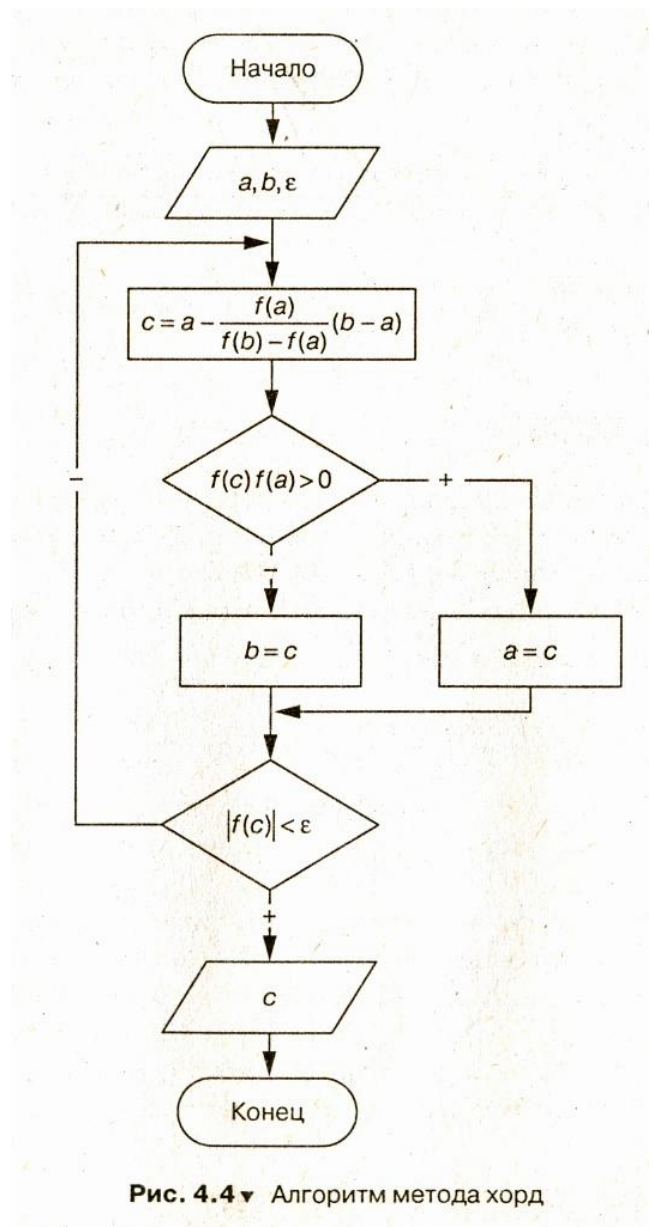 Начало
a, b, ε
c = a - f(a) / f(b) - f(a) (b - a)
f(c) f(a) > 0
+
-
-
b = c
a = c
|f(c)| < ε
+
c
Конец
Рис. 4.4 ▾ Алгоритм метода хорд